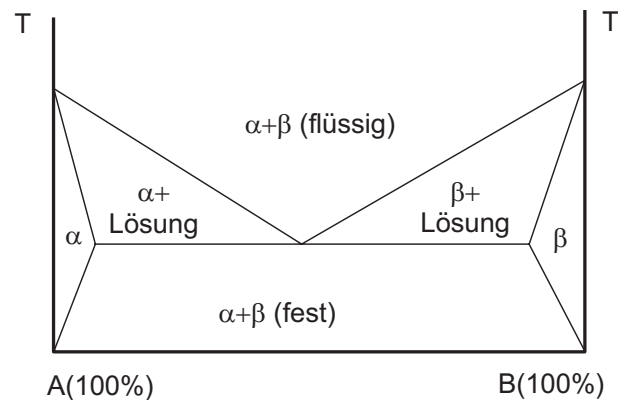 T
T
α+β (flüssig)
α+
Lösung
β+
Lösung
α
β
α+β (fest)
A(100%)
B(100%)